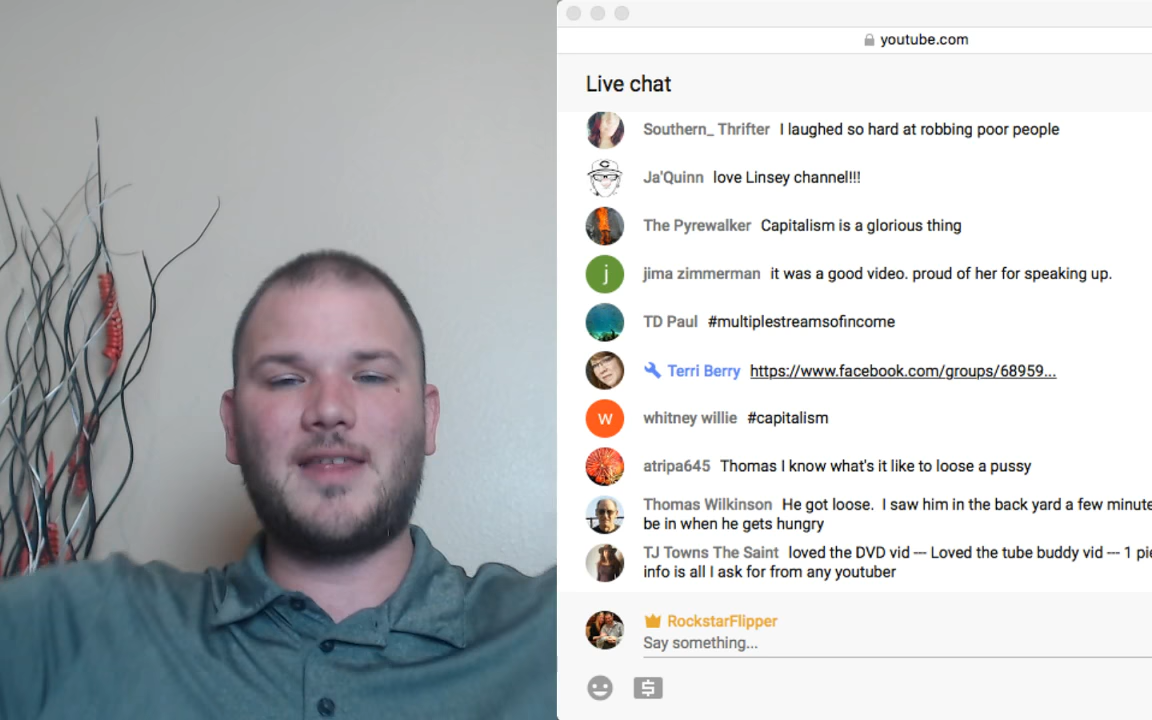 youtube.com
Live chat
Southern_ Thrifter I laughed so hard at robbing poor people
Ja'Quinn love Linsey channel!!!
The Pyrewalker Capitalism is a glorious thing
j
jima zimmerman it was a good video. proud of her for speaking up.
TD Paul #multiplestreamsofincome
Terri Berry https://www.facebook.com/groups/68959...
w
whitney willie #capitalism
atripa645 Thomas I know what's it like to loose a pussy
Thomas Wilkinson He got loose. I saw him in the back yard a few minute
be in when he gets hungry
TJ Towns The Saint loved the DVD vid --- Loved the tube buddy vid --- 1 pie
info is all I ask for from any youtuber
RockstarFlipper
Say something...
$